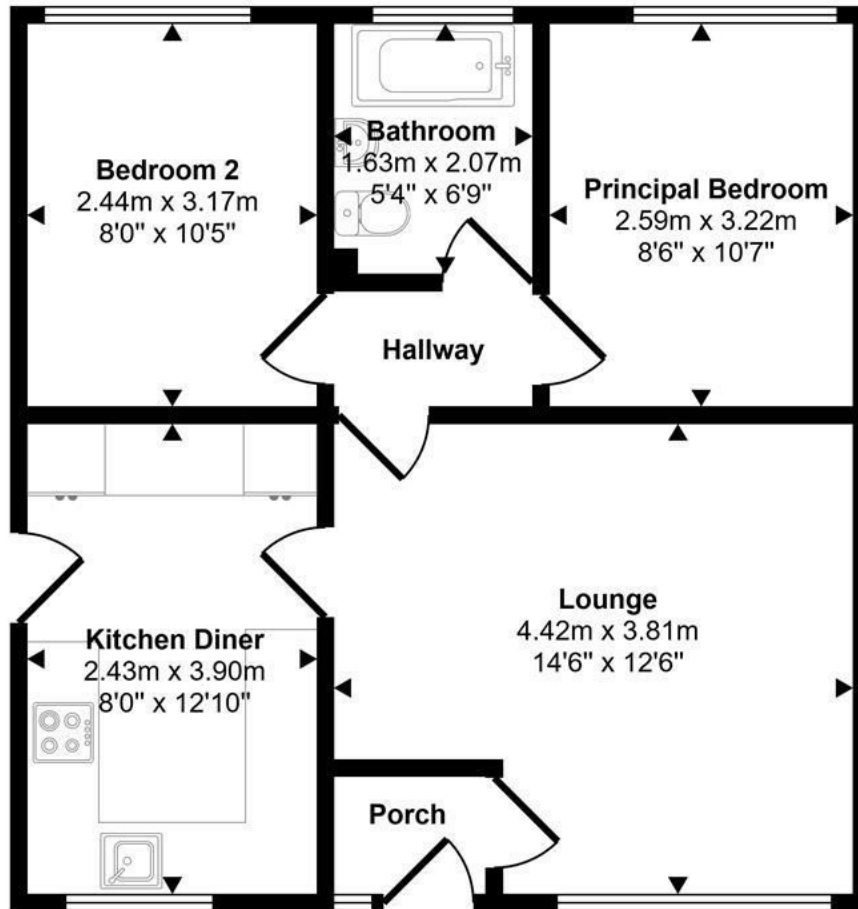 Bedroom 2
2.44m x 3.17m
8'0" x 10'5"
Bathroom
1.63m x 2.07m
5'4" x 6'9"
Principal Bedroom
2.59m x 3.22m
8'6" x 10'7"
Hallway
Kitchen Diner
2.43m x 3.90m
8'0" x 12'10"
Lounge
4.42m x 3.81m
14'6" x 12'6"
Porch